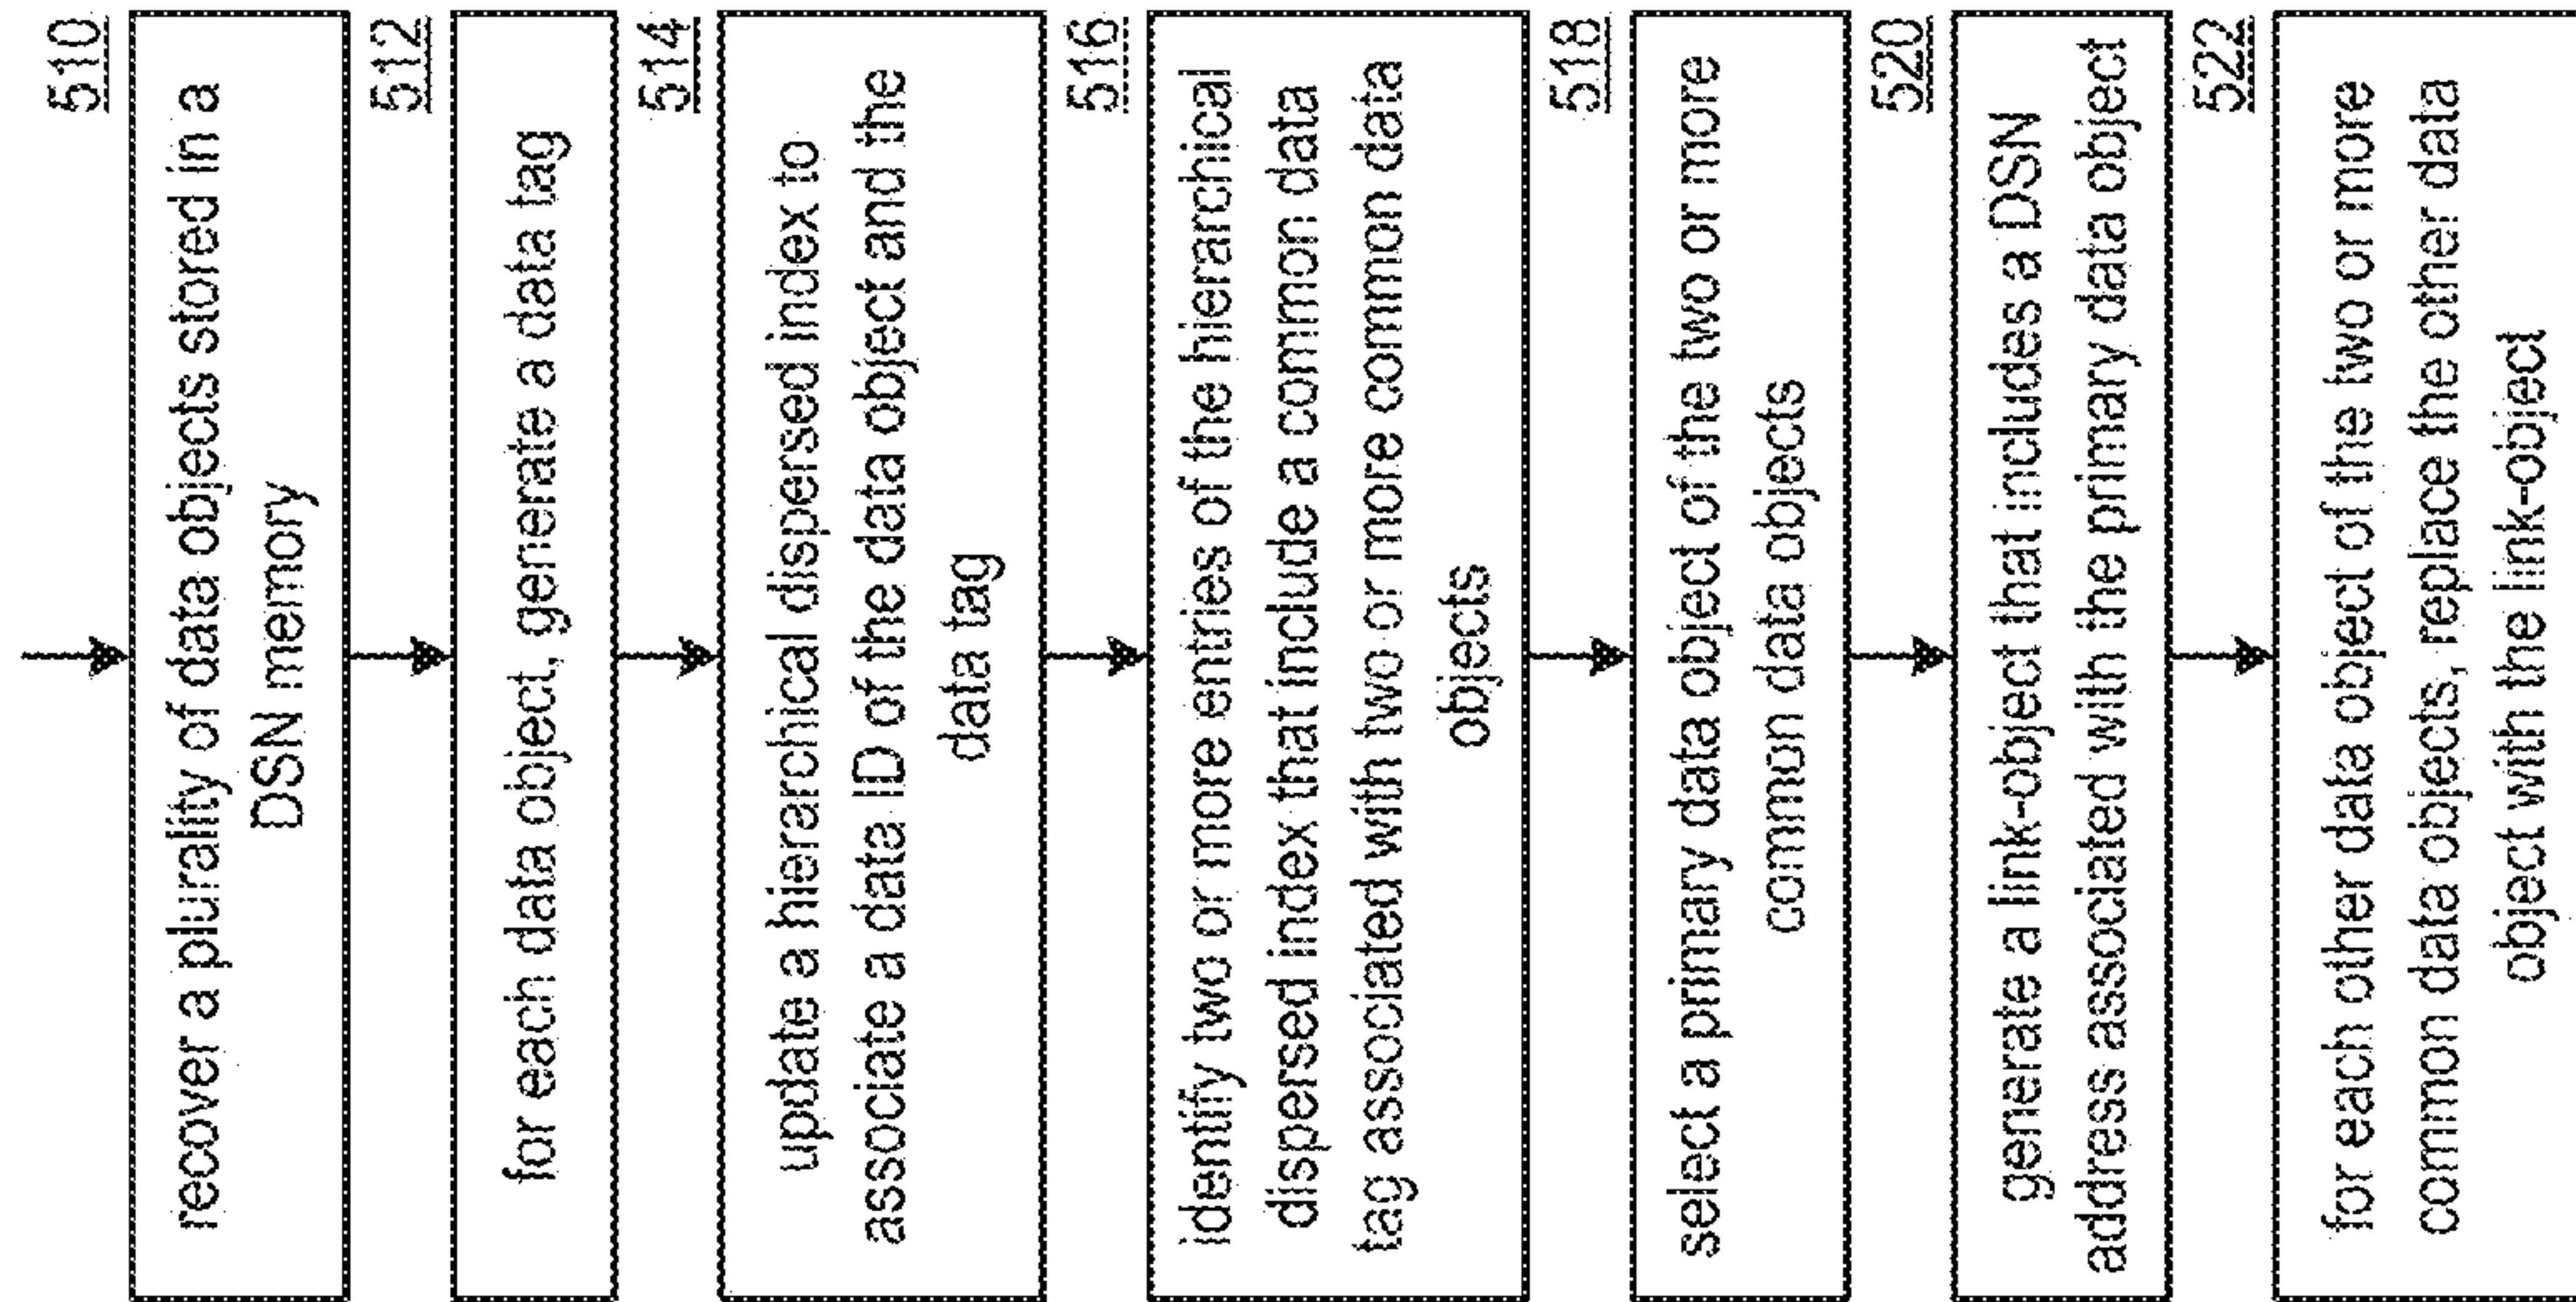 510
recover a plurality of data objects stored in a
DSN memory
512
for each data object, generate a data tag
514
update a hierarchical dispersed index to
associate a data ID of the data object and the
data tag
516
identify two or more entries of the hierarchical
dispersed index that include a common data
tag associated with two or more common data
objects
518
select a primary data object of the two or more
common data objects
520
generate a link-object that includes a DSN
address associated with the primary data object
522
for each other data object of the two or more
common data objects, replace the other data
object with the link-object